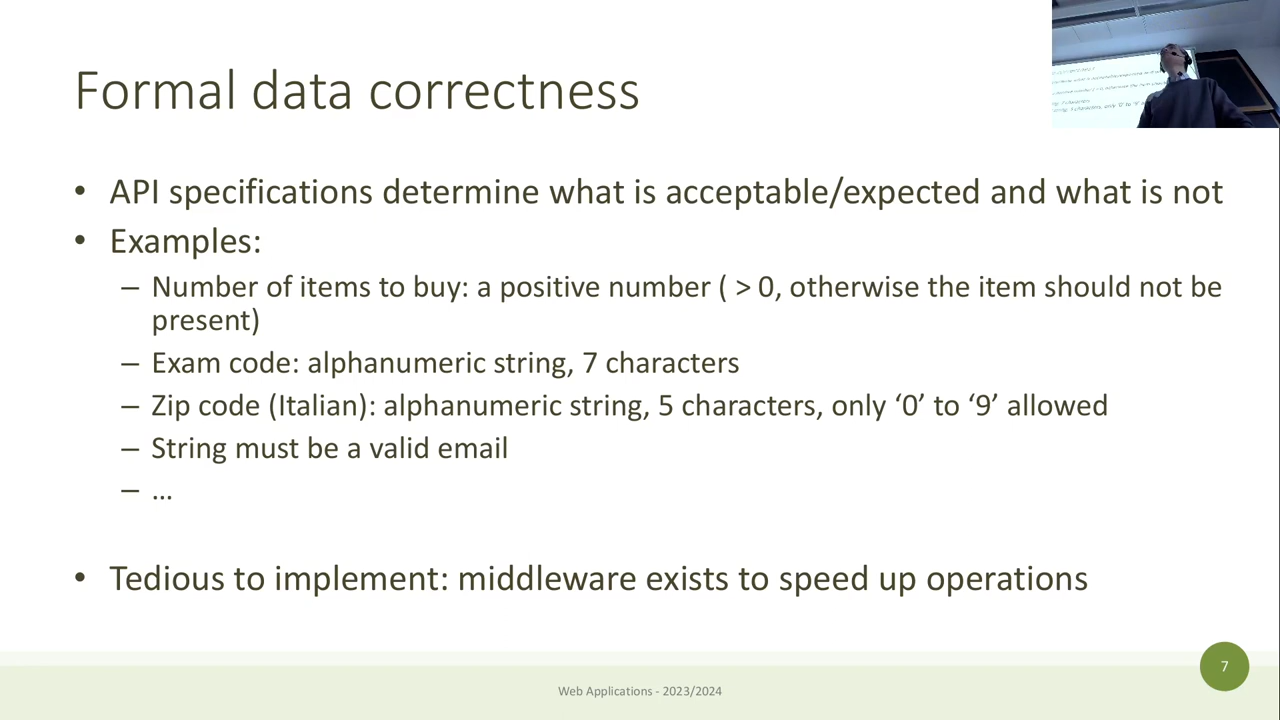 Formal data correctness
• API specifications determine what is acceptable/expected and what is not
• Examples:
– Number of items to buy: a positive number ( > 0, otherwise the item should not be
present)
– Exam code: alphanumeric string, 7 characters
– Zip code (Italian): alphanumeric string, 5 characters, only ‘0’ to ‘9’ allowed
– String must be a valid email
– …
• Tedious to implement: middleware exists to speed up operations
Web Applications - 2023/2024
7